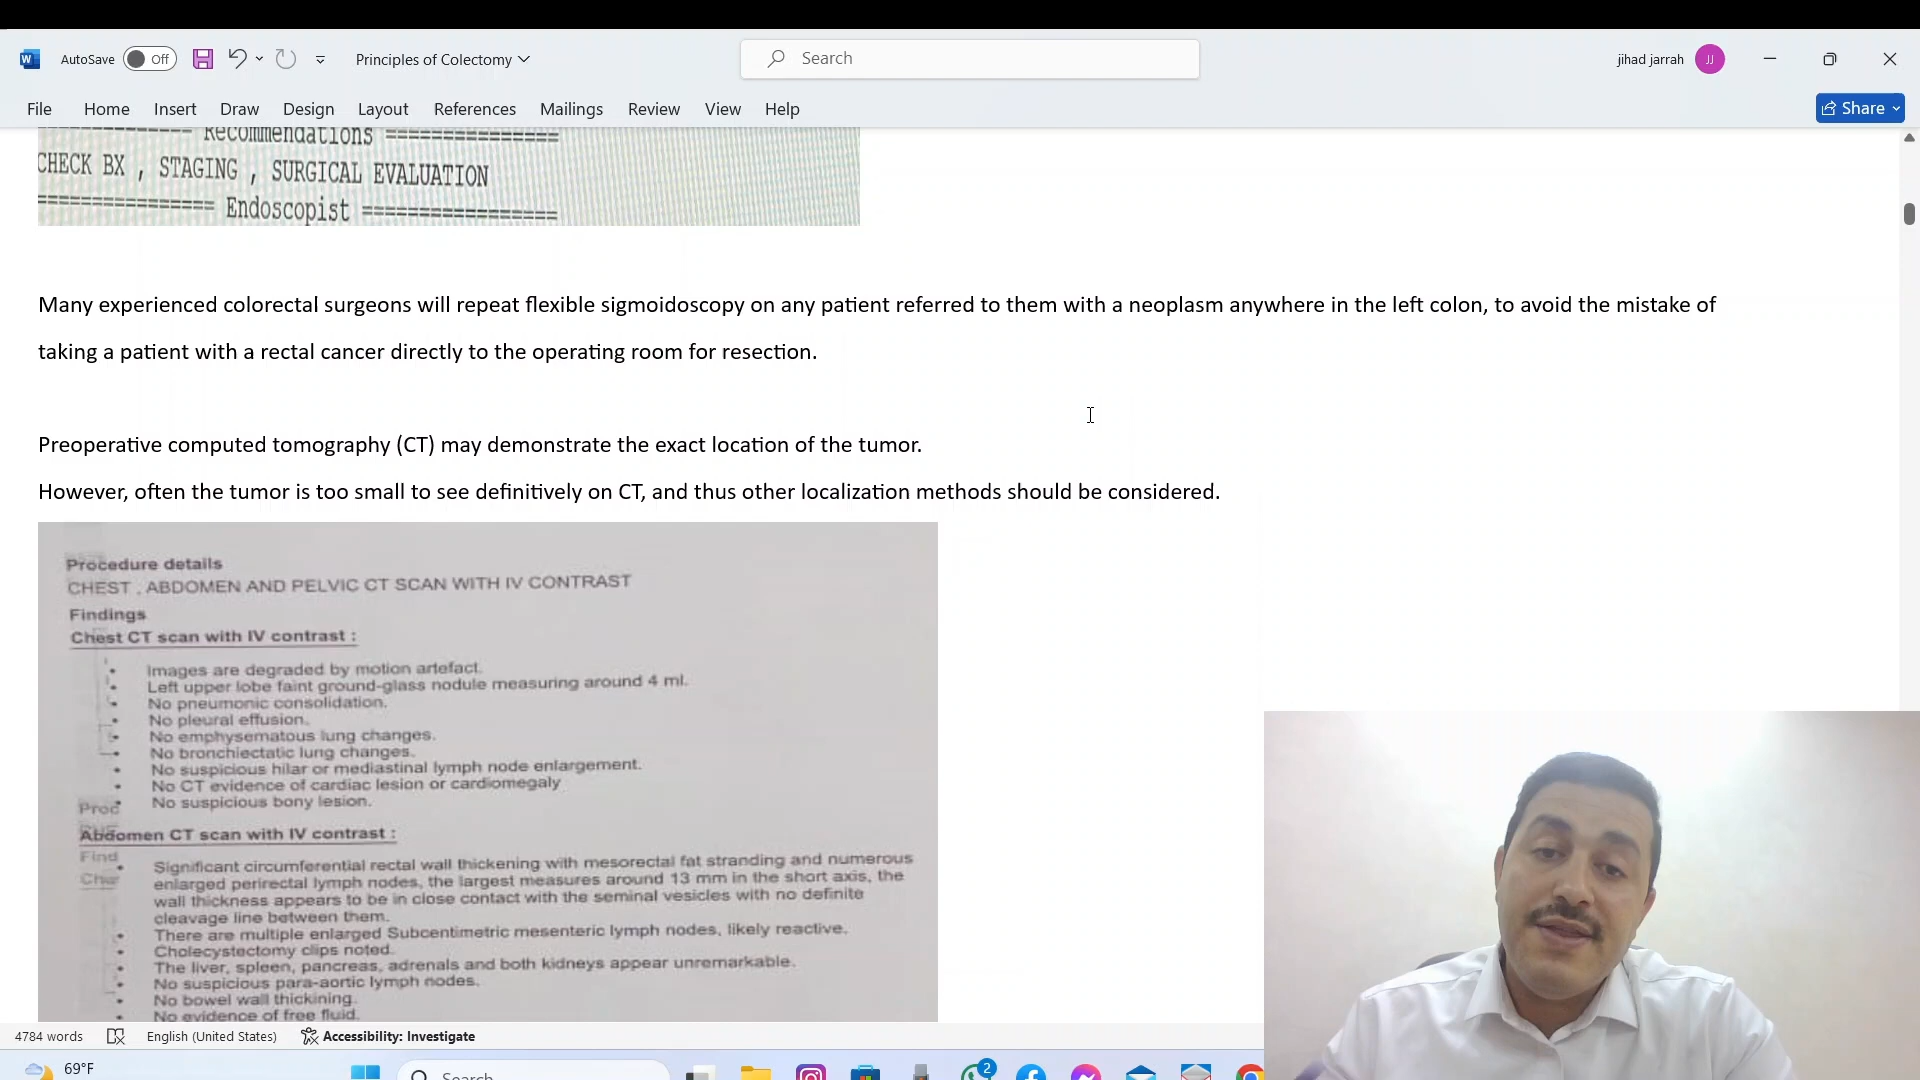 AutoSave Off Principles of Colectomy Search jihad jarrah JJ
File Home Insert Draw Design Layout References Mailings Review View Help Share
============ Recommendations ==============
CHECK BX , STAGING , SURGICAL EVALUATION
=============== Endoscopist ================
Many experienced colorectal surgeons will repeat flexible sigmoidoscopy on any patient referred to them with a neoplasm anywhere in the left colon, to avoid the mistake of
taking a patient with a rectal cancer directly to the operating room for resection.
Preoperative computed tomography (CT) may demonstrate the exact location of the tumor.
However, often the tumor is too small to see definitively on CT, and thus other localization methods should be considered.
Procedure details
CHEST , ABDOMEN AND PELVIC CT SCAN WITH IV CONTRAST
Findings
Chest CT scan with IV contrast :
Images are degraded by motion artefact.
Left upper lobe faint ground-glass nodule measuring around 4 ml.
No pneumonic consolidation.
No pleural effusion.
No emphysematous lung changes.
No bronchiectatic lung changes.
No suspicious hilar or mediastinal lymph node enlargement.
No CT evidence of cardiac lesion or cardiomegaly
No suspicious bony lesion.
Proc
Abdomen CT scan with IV contrast :
Find
Significant circumferential rectal wall thickening with mesorectal fat stranding and numerous
enlarged perirectal lymph nodes, the largest measures around 13 mm in the short axis, the
wall thickness appears to be in close contact with the seminal vesicles with no definite
cleavage line between them.
There are multiple enlarged Subcentimetric mesenteric lymph nodes, likely reactive.
Cholecystectomy clips noted.
The liver, spleen, pancreas, adrenals and both kidneys appear unremarkable.
No suspicious para-aortic lymph nodes.
No bowel wall thickining.
No evidence of free fluid.
4784 words English (United States) Accessibility: Investigate
69°F Search 2